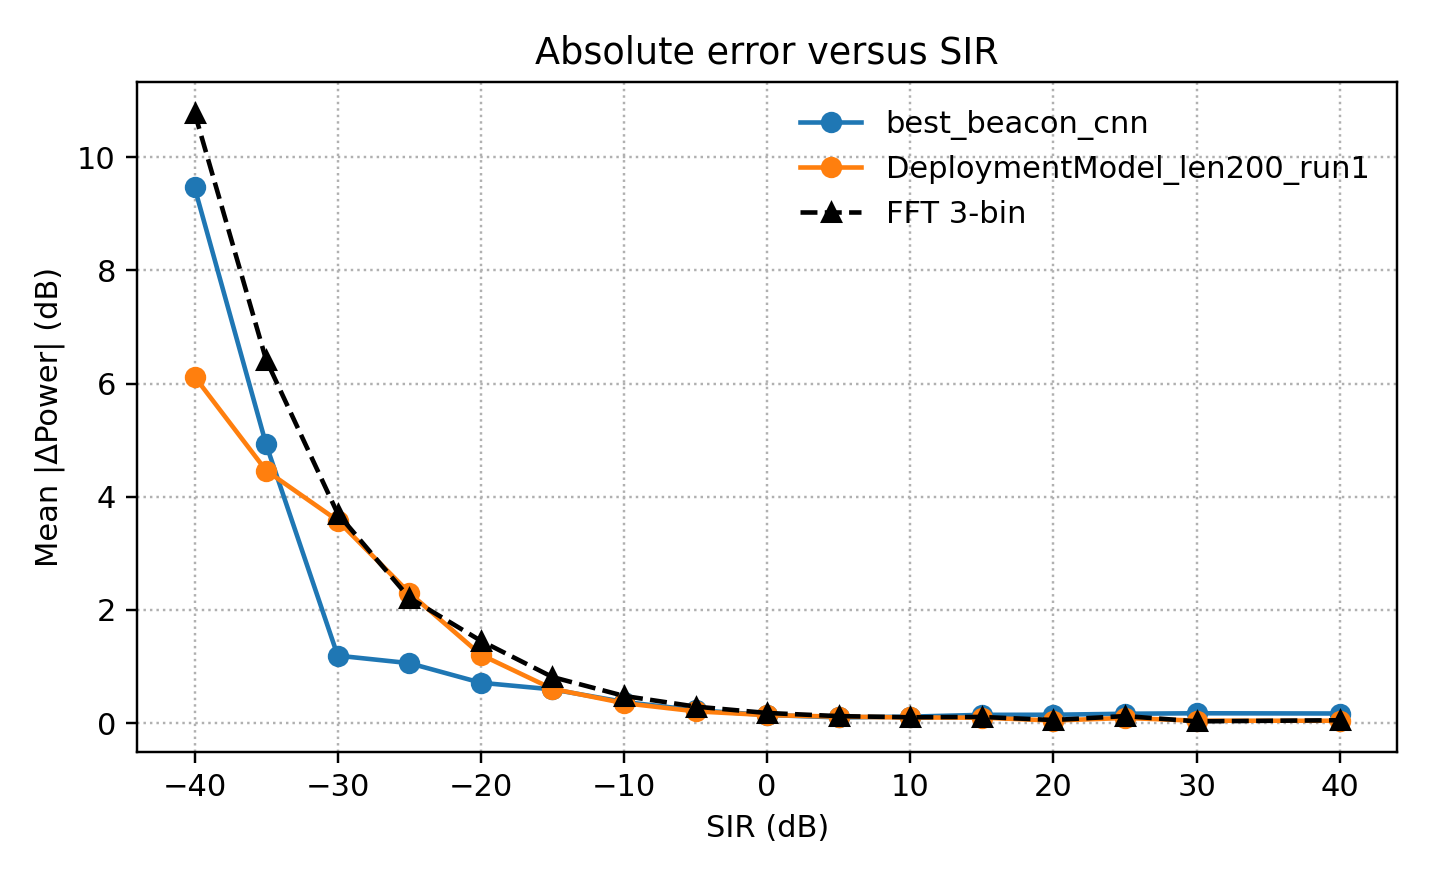 Absolute error versus SIR
best_beacon_cnn
DeploymentModel_len200_run1
FFT 3-bin
Mean |ΔPower| (dB)
10
8
6
4
2
0
−40 −30 −20 −10 0 10 20 30 40
SIR (dB)